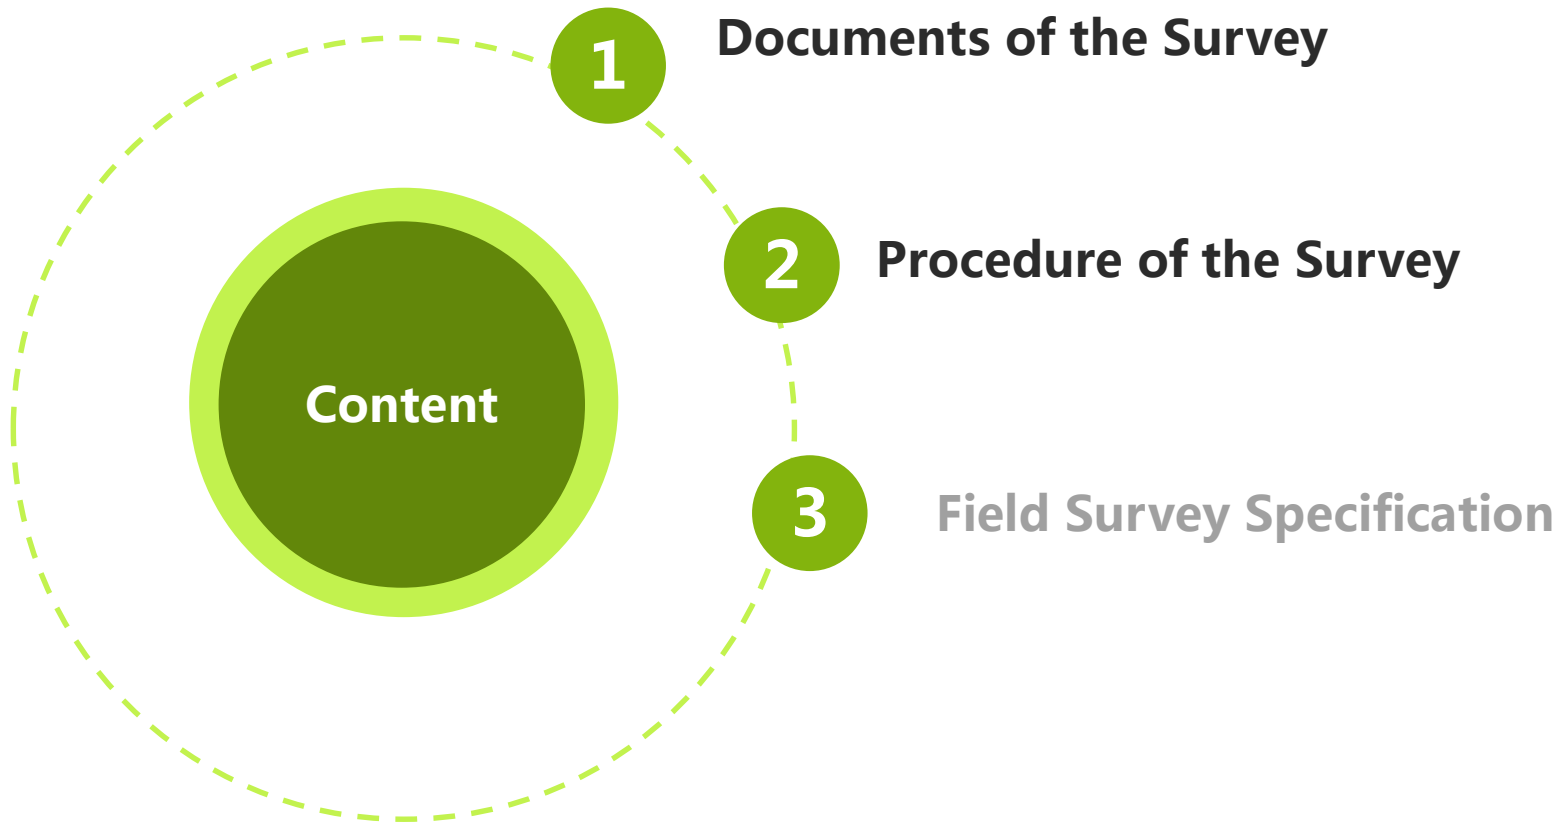 1
Documents of the Survey
2
Procedure of the Survey
Content
3
Field Survey Specification